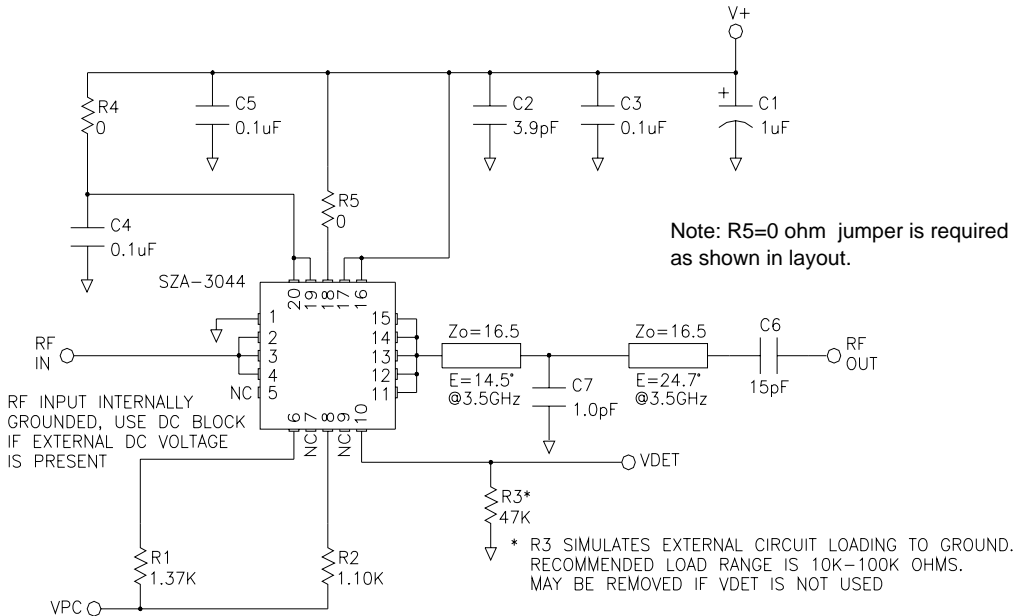 V+
R4
0
C5
0.1uF
C2
3.9pF
C3
0.1uF
+
C1
1uF
R5
0
C4
0.1uF
Note: R5=0 ohm  jumper is required
as shown in layout.
SZA-3044
20
19
18
17
16
1
2
3
4
5
NC
15
14
13
12
11
6
7
8
9
10
NC
NC
RF
IN
RF INPUT INTERNALLY
GROUNDED, USE DC BLOCK
IF EXTERNAL DC VOLTAGE
IS PRESENT
Zo=16.5
E=14.5°
@3.5GHz
C7
1.0pF
Zo=16.5
E=24.7°
@3.5GHz
C6
15pF
RF
OUT
VDET
R3*
47K
* R3 SIMULATES EXTERNAL CIRCUIT LOADING TO GROUND.
RECOMMENDED LOAD RANGE IS 10K-100K OHMS.
MAY BE REMOVED IF VDET IS NOT USED
R1
1.37K
R2
1.10K
VPC